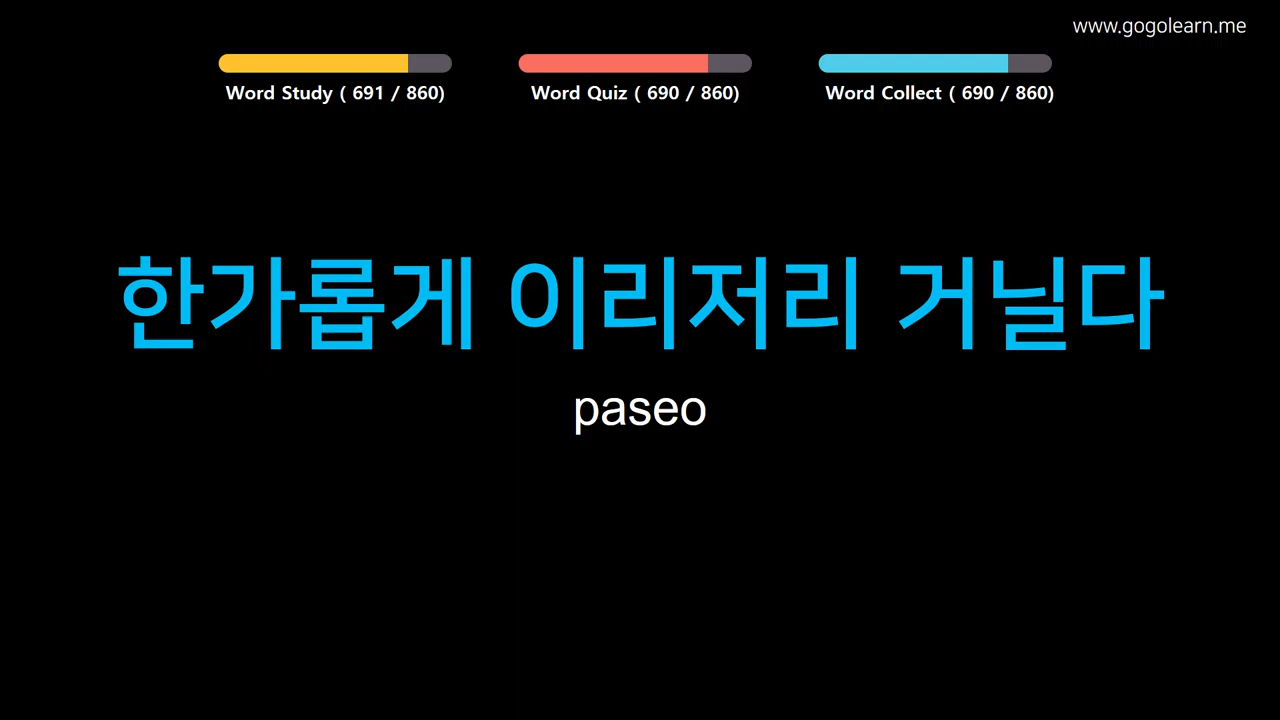 www.gogolearn.me
Word Study ( 691 / 860)
Word Quiz ( 690 / 860)
Word Collect ( 690 / 860)
한가롭게 이리저리 거닐다
paseo